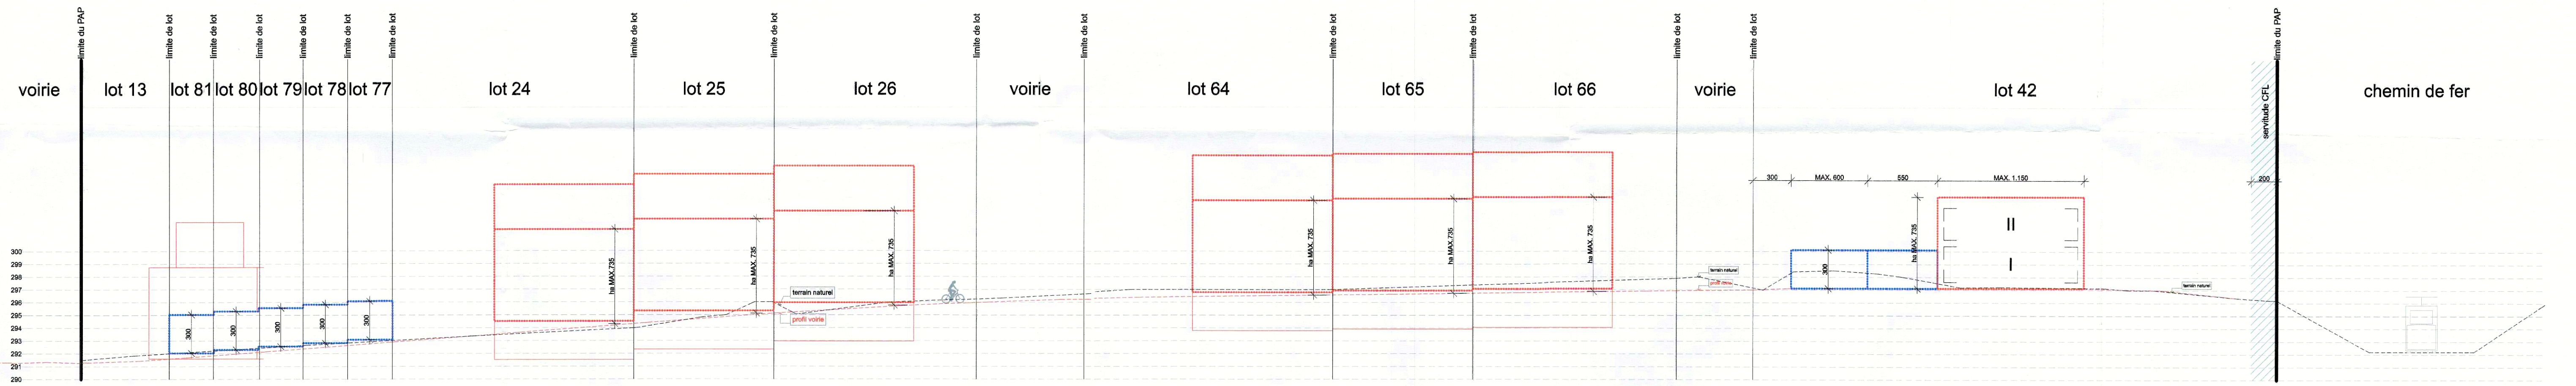 limite du PAP
limite de lot
limite de lot
limite de lot
limite de lot
limite de lot
limite de lot
limite de lot
limite de lot
limite de lot
limite de lot
limite de lot
limite de lot
limite de lot
limite de lot
limite du PAP
voirie
lot 13
lot 81
lot 80
lot 79
lot 78
lot 77
lot 24
lot 25
lot 26
voirie
lot 64
lot 65
lot 66
voirie
lot 42
servitude CFL
chemin de fer
300
MAX. 600
550
MAX. 1.150
200
300
299
298
297
296
295
294
293
292
291
290
300
300
300
300
300
ha MAX.735
ha MAX. 735
ha MAX. 735
terrain naturel
profil voirie
ha MAX. 735
ha MAX.735
ha MAX. 735
terrain naturel
profil voirie
300
ha MAX. 735
II
I
terrain naturel